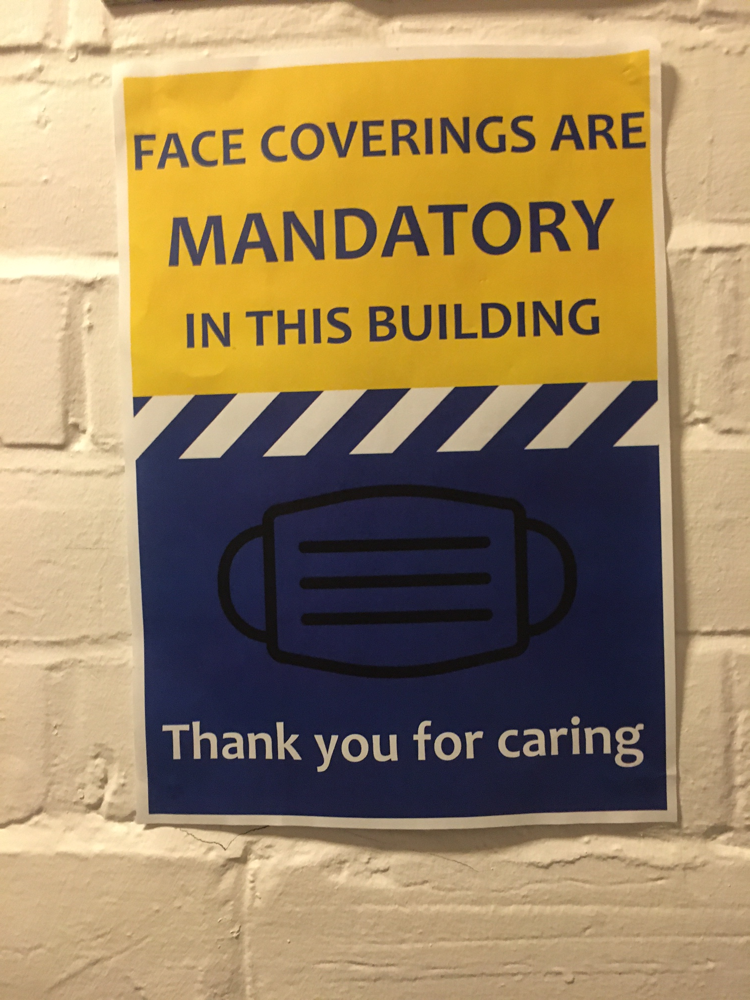 FACE COVERINGS ARE
MANDATORY
IN THIS BUILDING
Thank you for caring